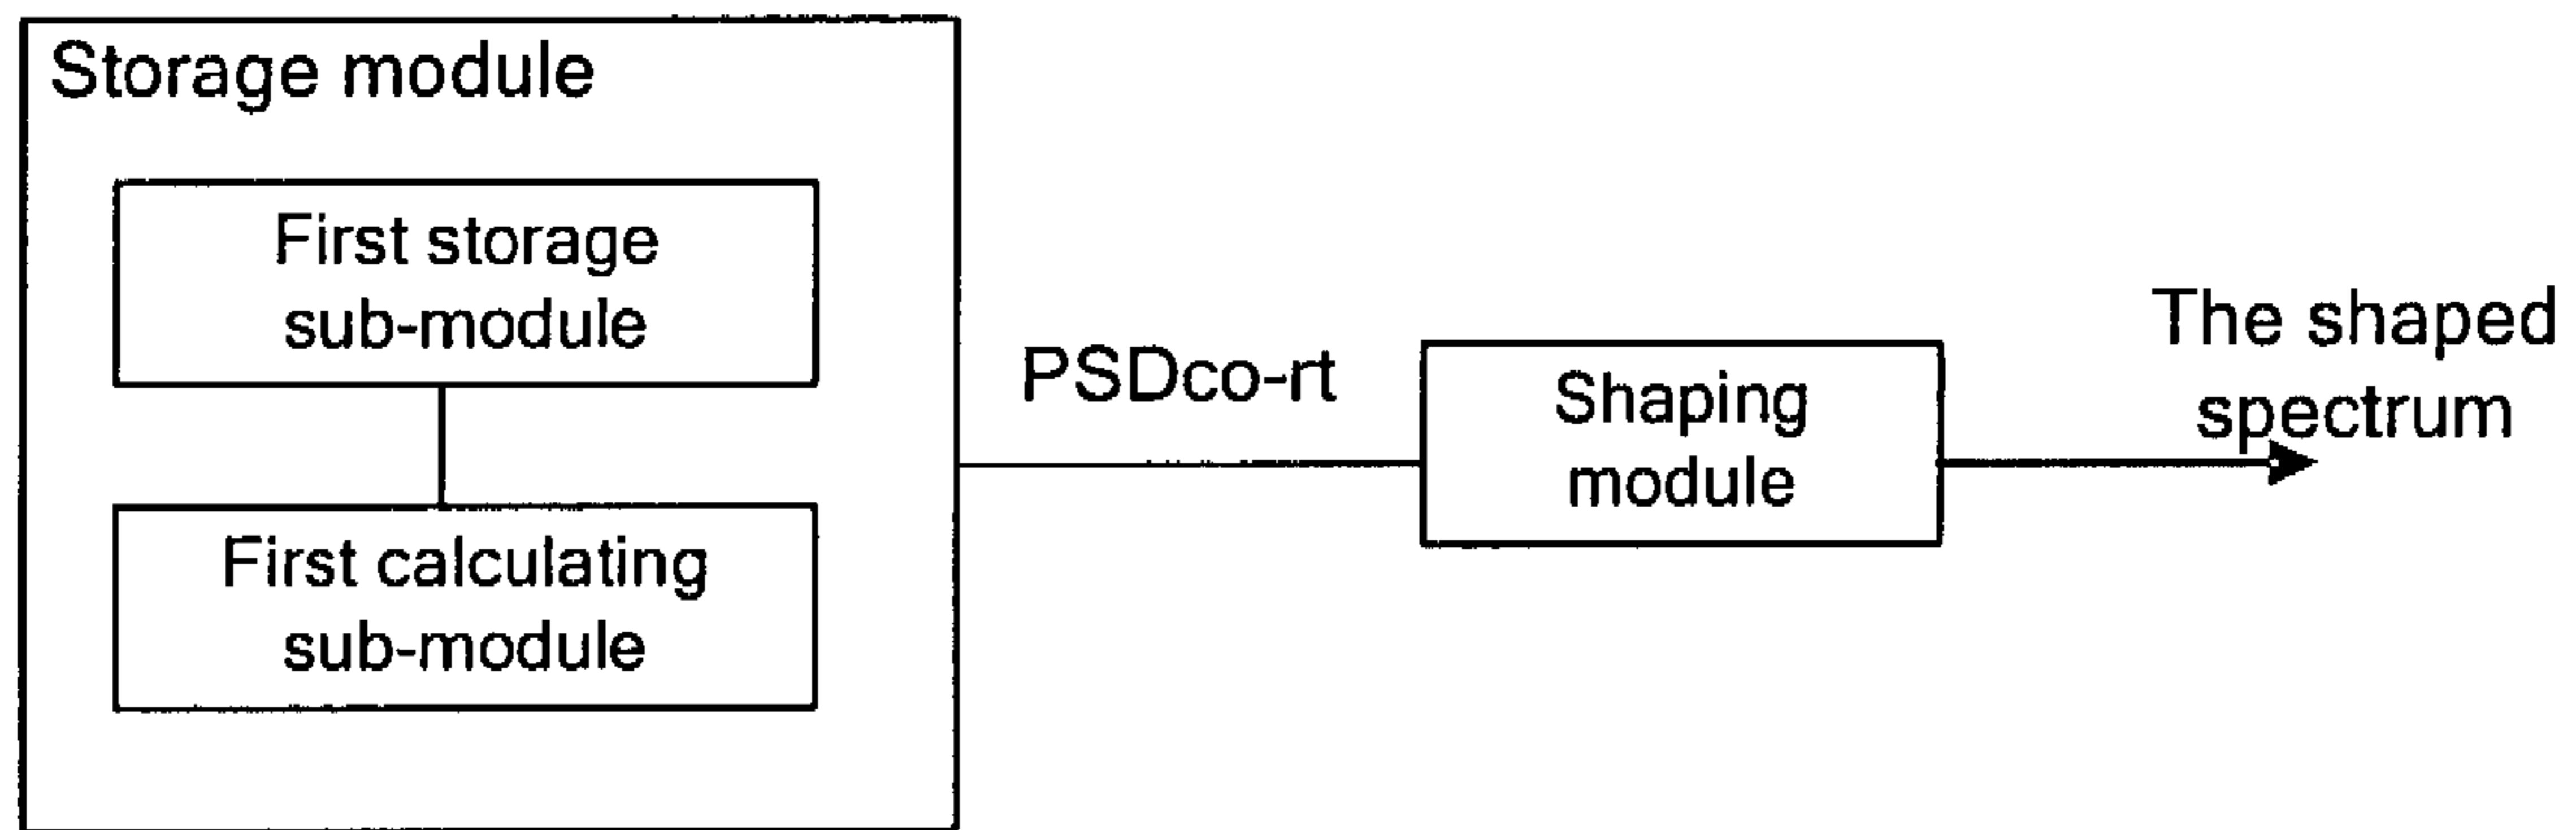 Storage module
First storage
sub-module
First calculating
sub-module
PSDco-rt
Shaping
module
The shaped
spectrum